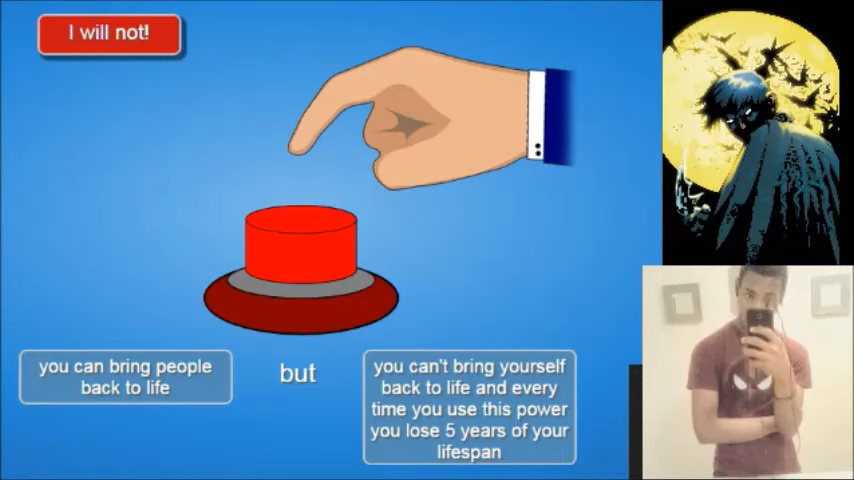 I will not!
you can bring people
back to life
but
you can't bring yourself
back to life and every
time you use this power
you lose 5 years of your
lifespan